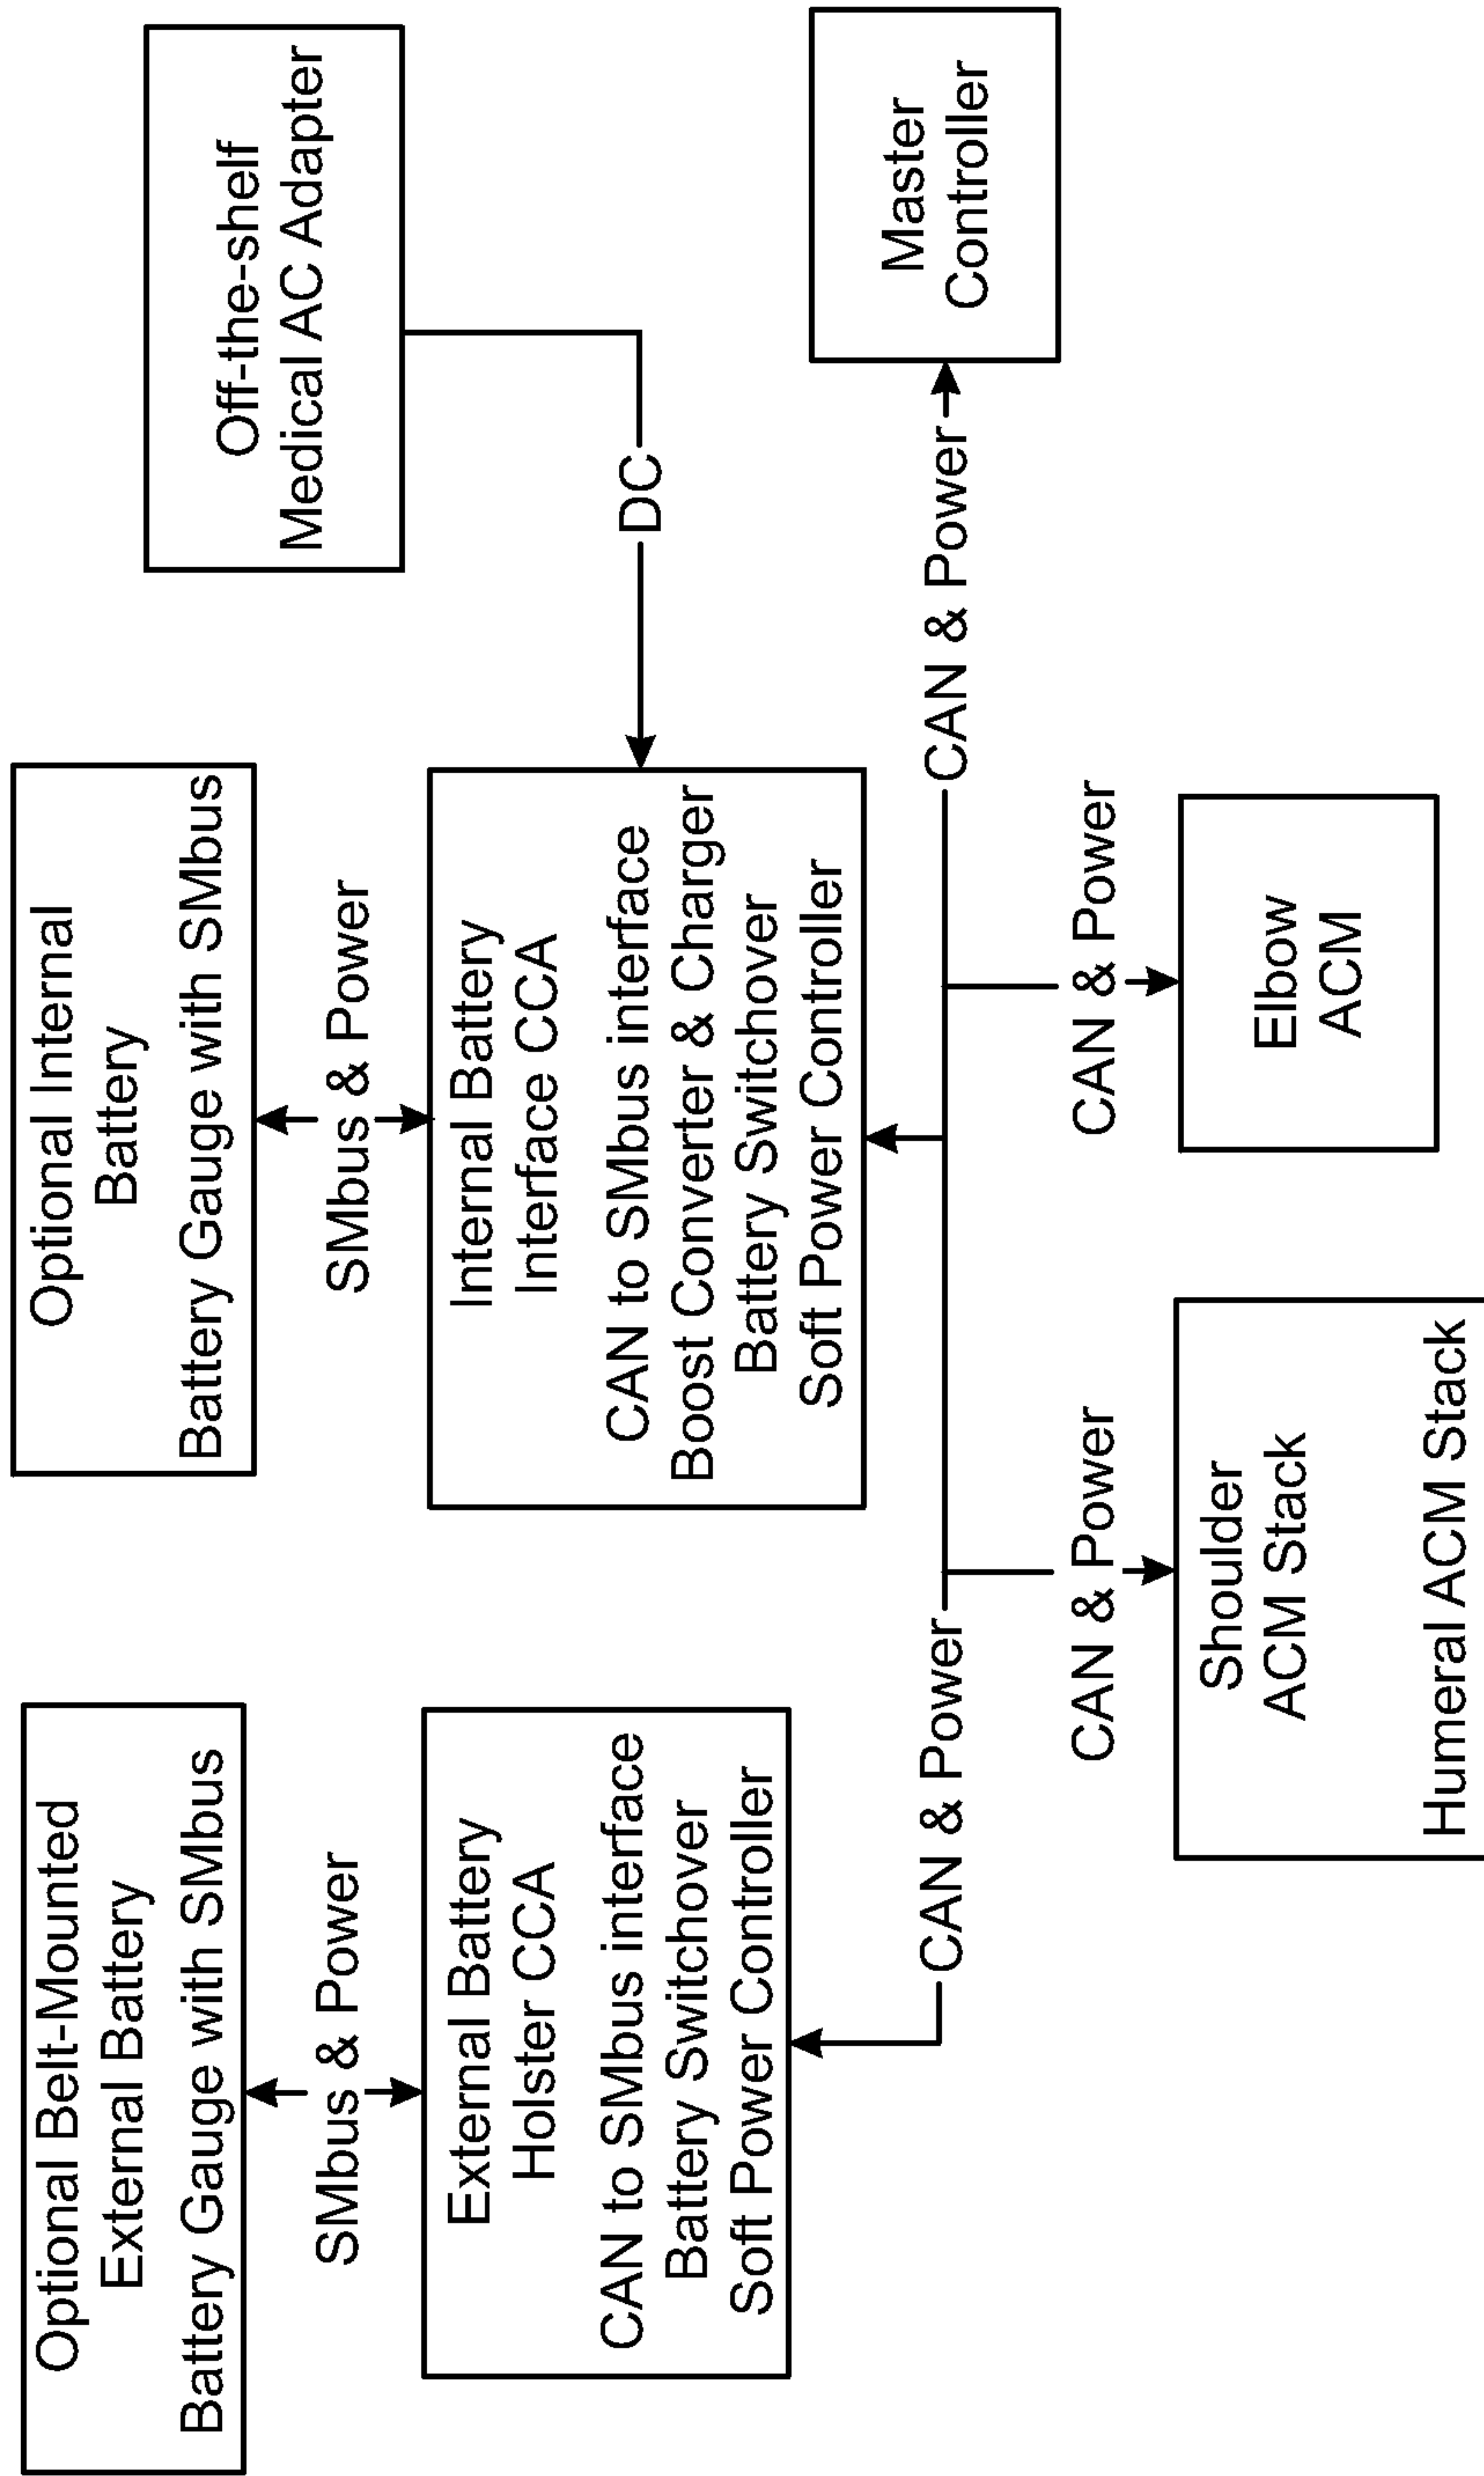 Optional Belt-Mounted
External Battery
Battery Gauge with SMbus
Optional Internal
Battery
Battery Gauge with SMbus
Off-the-shelf
Medical AC Adapter
SMbus & Power
SMbus & Power
External Battery
Holster CCA
CAN to SMbus interface
Battery Switchover
Soft Power Controller
Internal Battery
Interface CCA
CAN to SMbus interface
Boost Converter & Charger
Battery Switchover
Soft Power Controller
DC
CAN & Power
CAN & Power
Master
Controller
CAN & Power
CAN & Power
Shoulder
ACM Stack
Humeral ACM Stack
Elbow
ACM